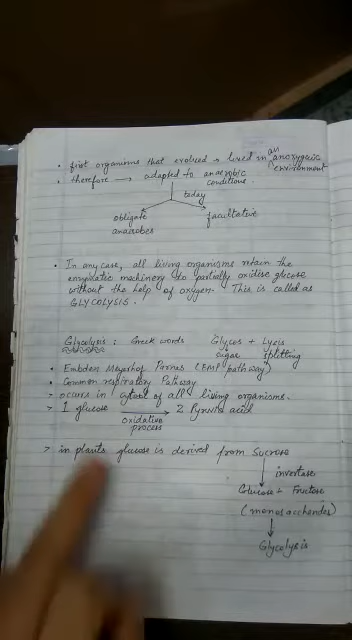 • first organisms that evolved → lived in an anoxygenic environment
• therefore → adapted to anaerobic conditions
today
obligate anaerobes
facultative
• In any case, all living organisms retain the
enzymatic machinery to partially oxidise glucose
without the help of oxygen. This is called as
GLYCOLYSIS.
Glycolysis : Greek words Glycos + Lysis
sugar splitting
• Embden Meyerhof Parnas (EMP pathway)
• Common respiratory Pathway
> occurs in cytosol of all living organisms.
> 1 glucose → 2 Pyruvic acid
oxidative process
> in plants glucose is derived from Sucrose
↓ invertase
Glucose + Fructose
(monosaccharides)
↓
Glycolysis